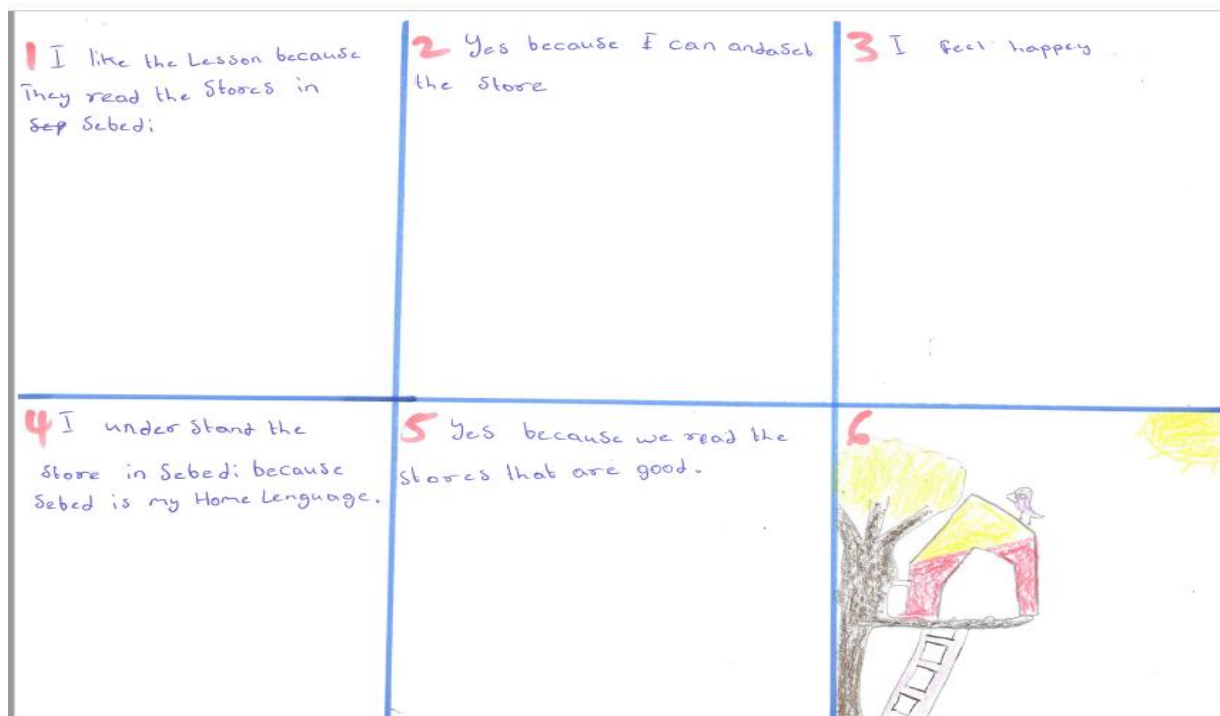 1 I like the Lesson because
They read the Stores in
Sep Sebedi
2 Yes because I can andaset
the Store
3 I feel happey
4 I under Stand the
Store in Sebedi because
Sebed is my Home Lenguage.
5 Yes because we read the
Stores that are good.
6